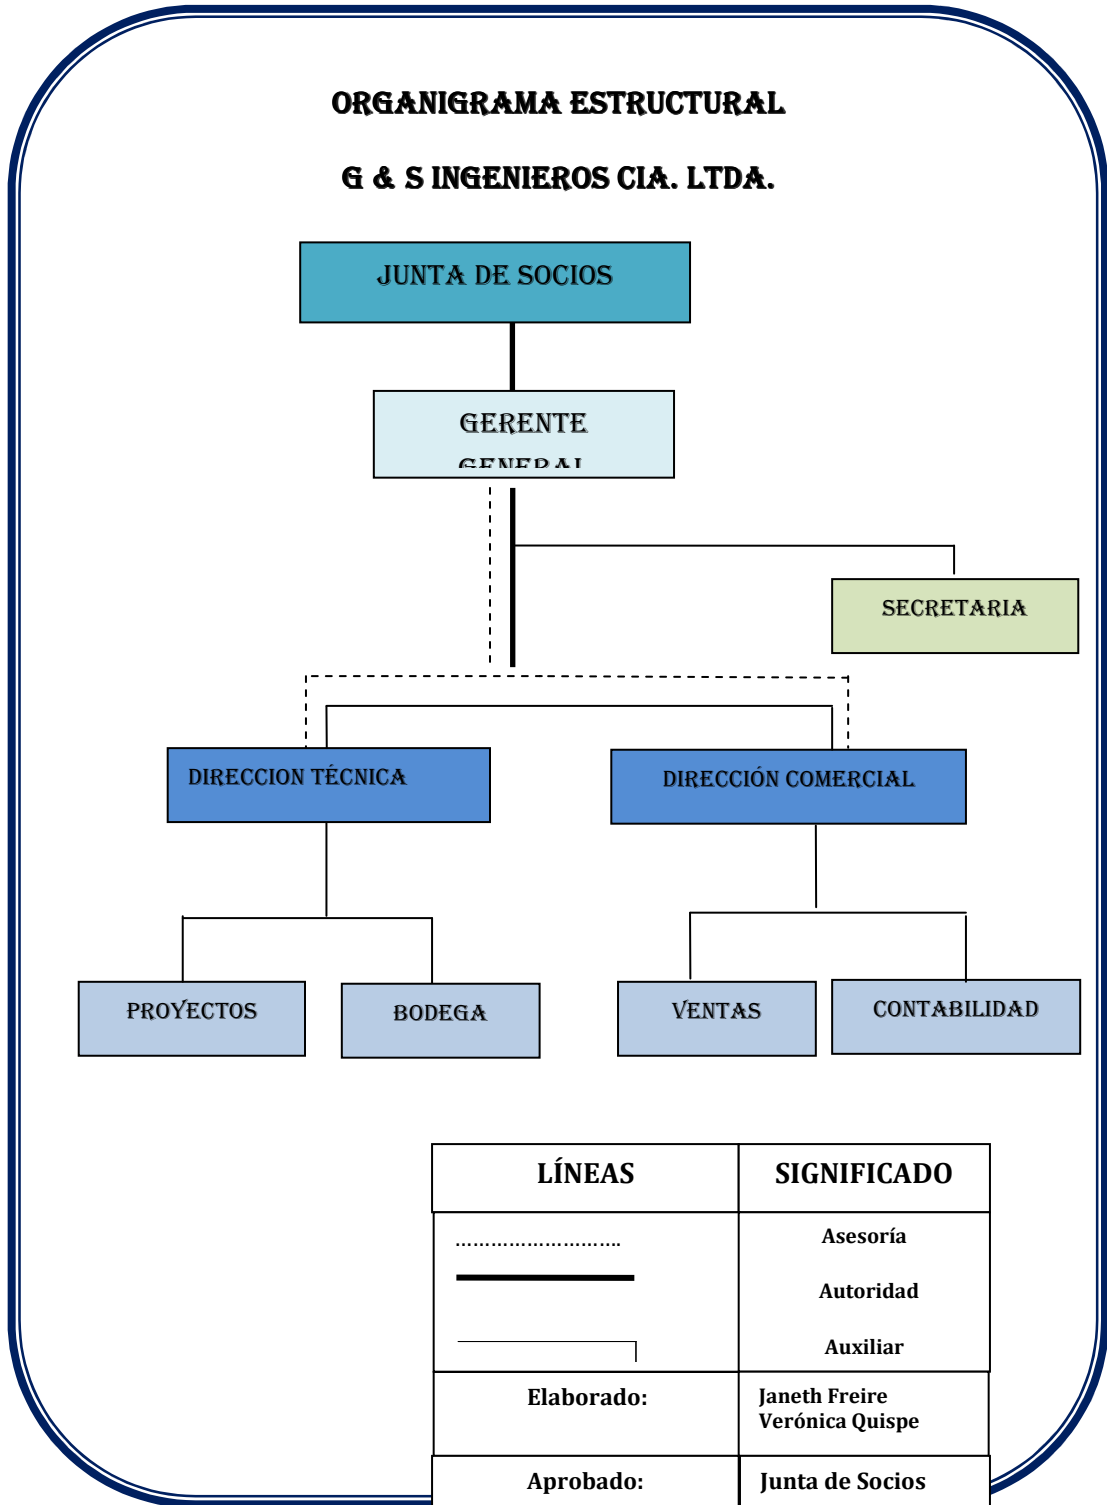 ORGANIGRAMA ESTRUCTURAL
G & S INGENIEROS CIA. LTDA.
JUNTA DE SOCIOS
GERENTE
GENERAL
SECRETARIA
DIRECCION TÉCNICA
DIRECCIÓN COMERCIAL
PROYECTOS
BODEGA
VENTAS
CONTABILIDAD
LÍNEAS
SIGNIFICADO
Asesoría
Autoridad
Auxiliar
Elaborado:
Janeth Freire
Verónica Quispe
Aprobado:
Junta de Socios